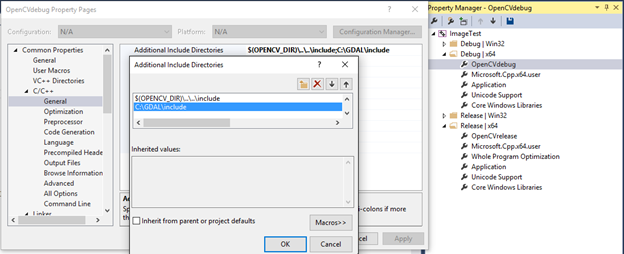 OpenCVdebug Property Pages
Configuration: N/A Platform: N/A Configuration Manager...
Common Properties
General
User Macros
VC++ Directories
C/C++
General
Optimization
Preprocessor
Code Generation
Language
Precompiled Heade
Output Files
Browse Information
Advanced
All Options
Command Line
Linker
Additional Include Directories $(OPENCV_DIR)\..\..\include;C:\GDAL\include
Additional Include Directories
$(OPENCV_DIR)\..\..\include
C:\GDAL\include
Inherited values:
Inherit from parent or project defaults
Macros>>
OK Cancel
i-colons if more
Apply
Property Manager - OpenCVdebug
ImageTest
Debug | Win32
Debug | x64
OpenCVdebug
Microsoft.Cpp.x64.user
Application
Unicode Support
Core Windows Libraries
Release | Win32
Release | x64
OpenCVrelease
Microsoft.Cpp.x64.user
Whole Program Optimization
Application
Unicode Support
Core Windows Libraries